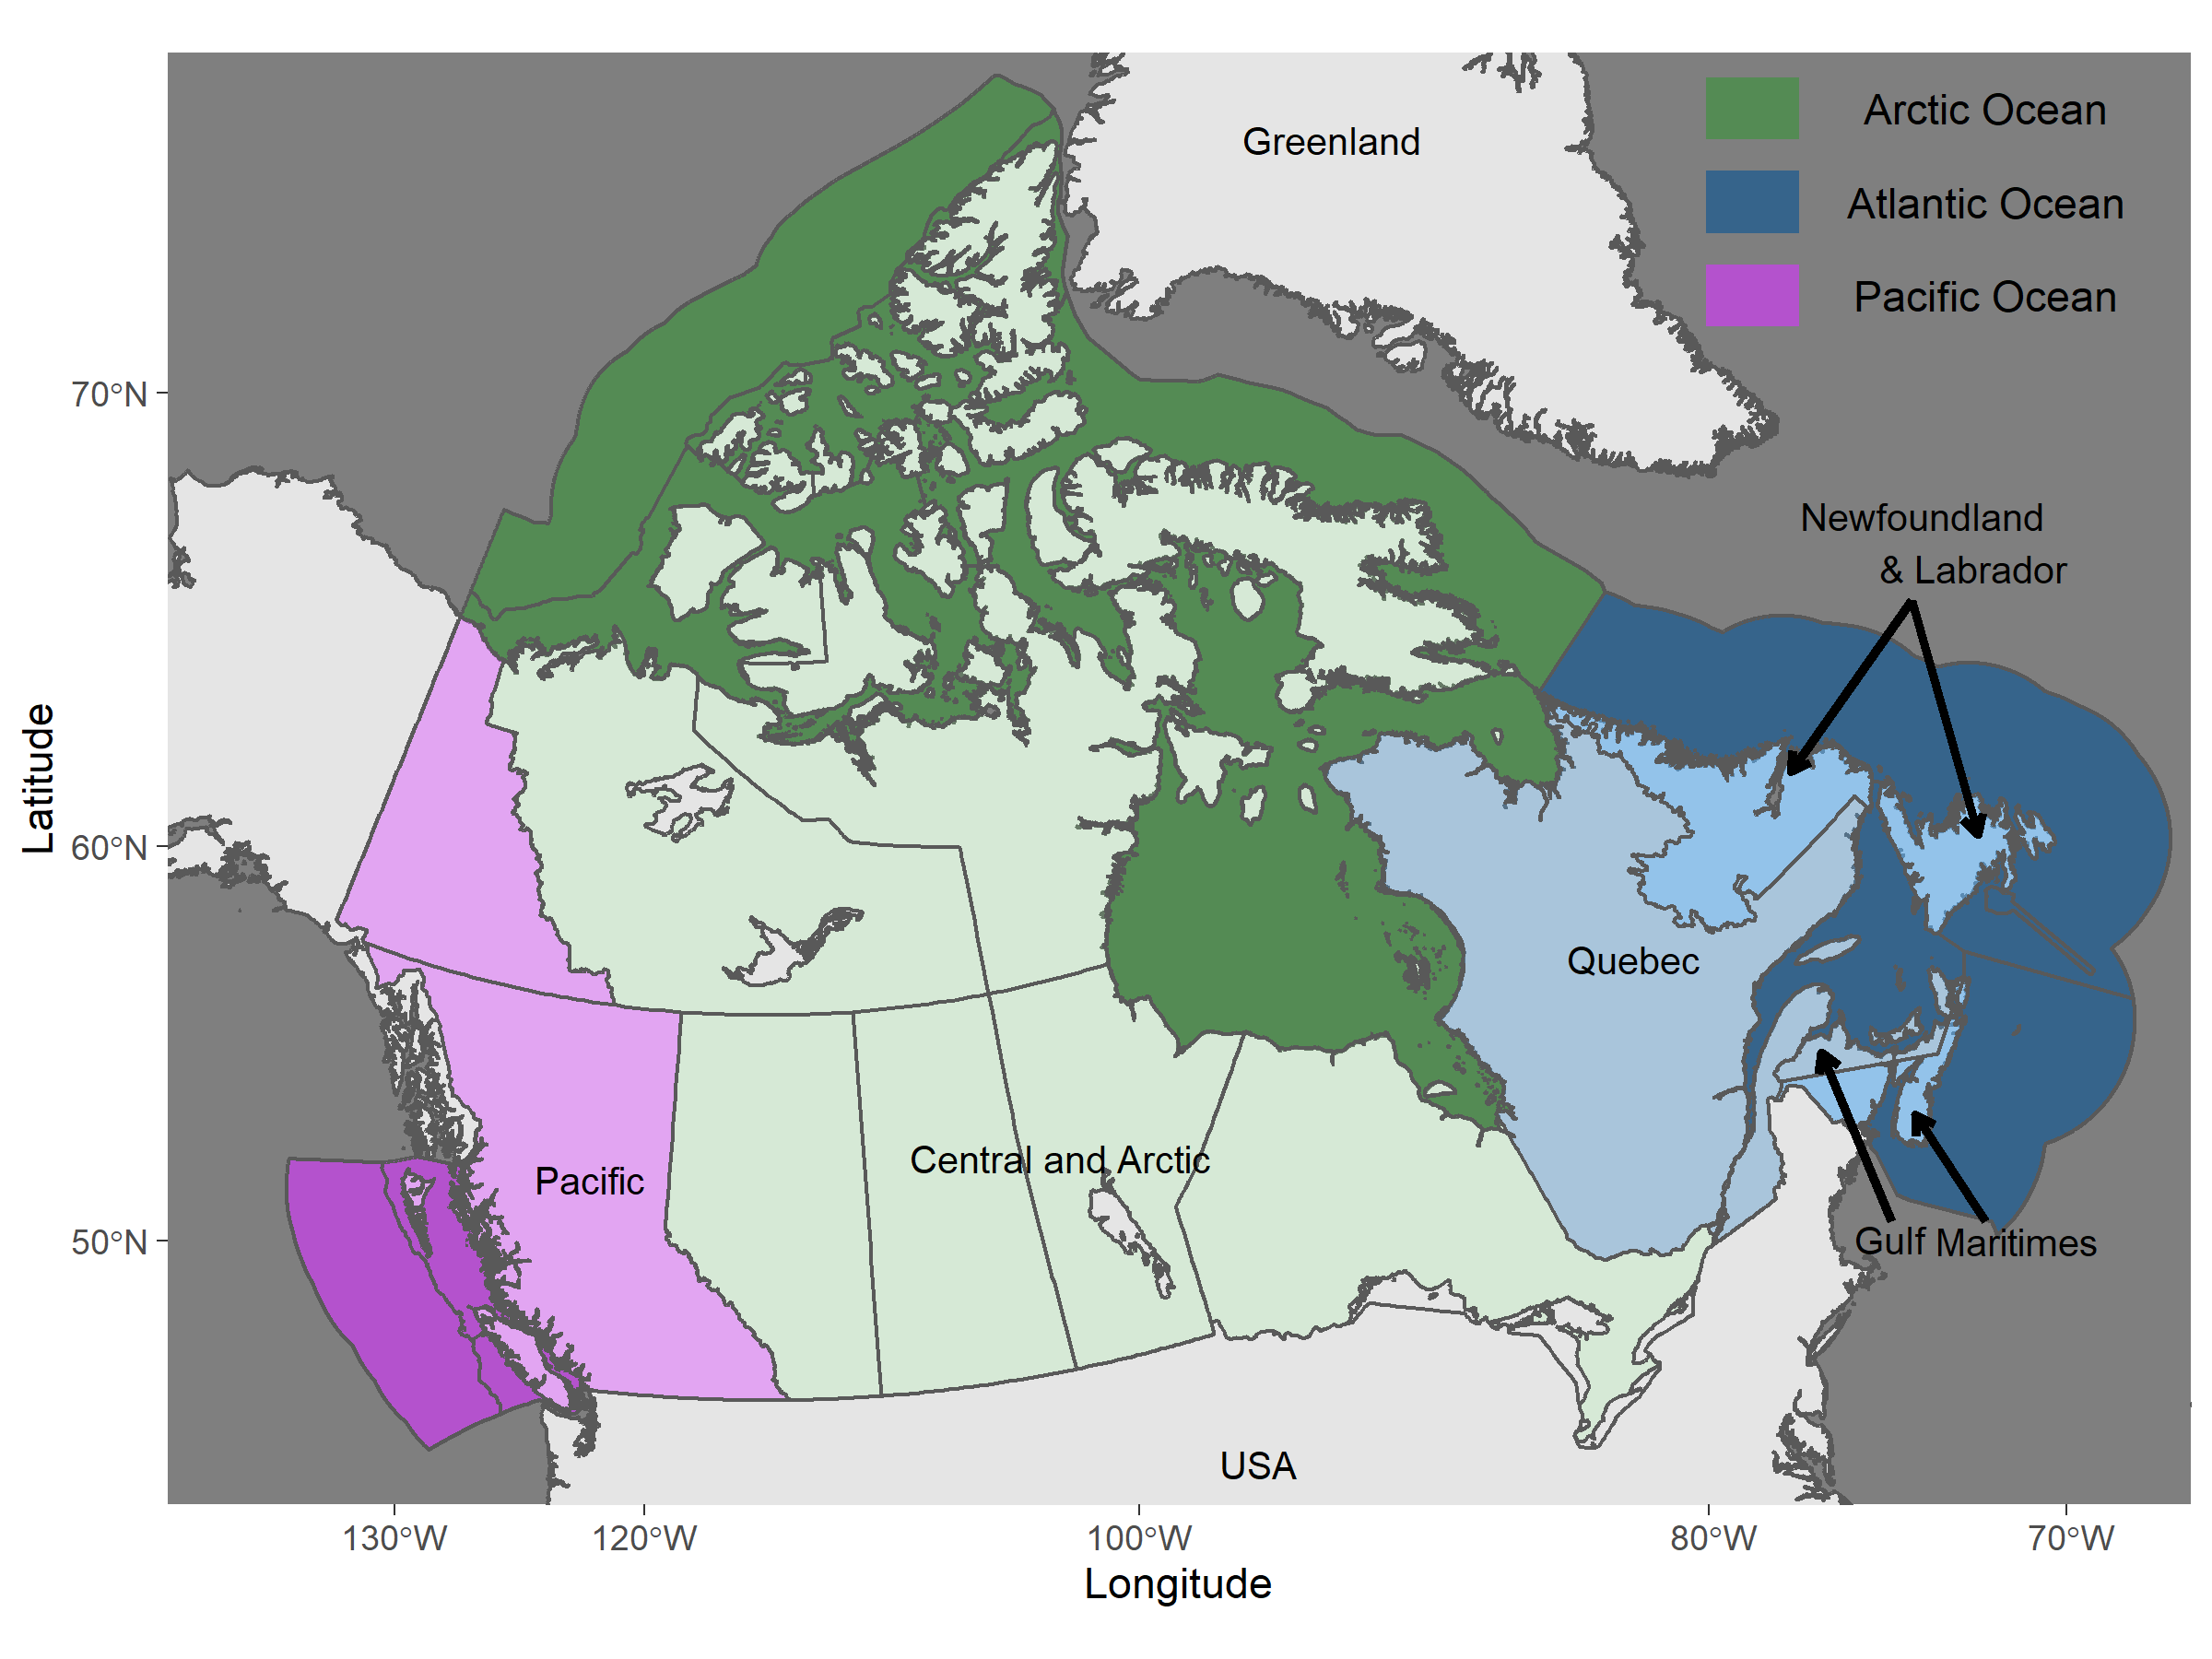 Greenland
Arctic Ocean
Atlantic Ocean
Pacific Ocean
70°N
60°N
50°N
Latitude
Newfoundland
& Labrador
Quebec
Pacific
Central and Arctic
Gulf
Maritimes
USA
130°W
120°W
100°W
80°W
70°W
Longitude